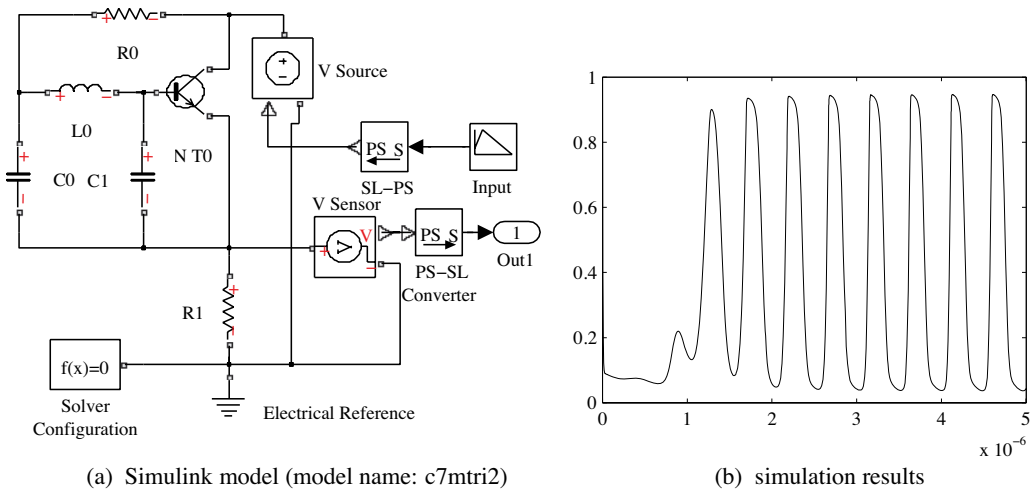 R0
V Source
L0
N T0
C0 C1
PS S
SL−PS
Input
V Sensor
V
V
PS S
PS−SL
Converter
1
Out1
R1
f(x)=0
Solver
Configuration
Electrical Reference
(a) Simulink model (model name: c7mtri2)
1
0.8
0.6
0.4
0.2
0
0 1 2 3 4 5
x 10⁻⁶
(b) simulation results